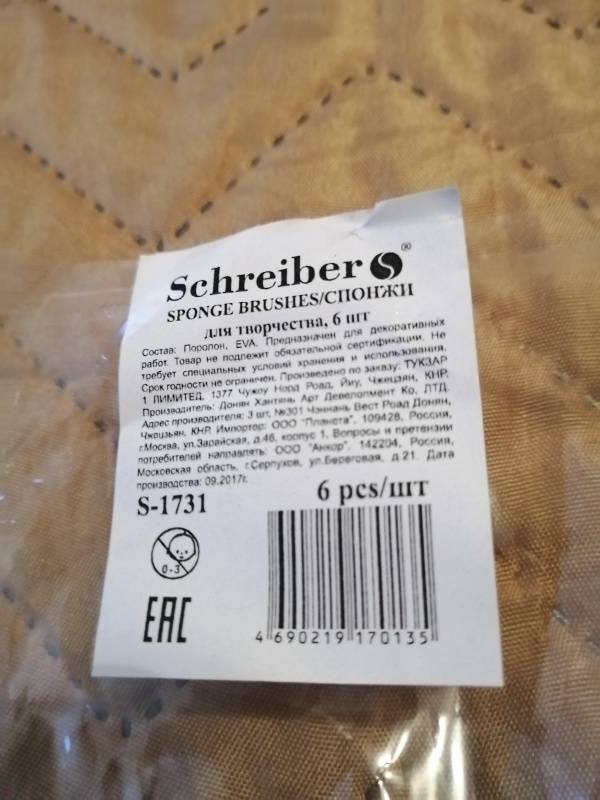 Schreiber ®
SPONGE BRUSHES/СПОНЖИ
для творчества, 6 шт
Состав: Поролон, EVA. Предназначен для декоративных
работ. Товар не подлежит обязательной сертификации. Не
требует специальных условий хранения и использования.
Срок годности не ограничен. Произведено по заказу: ТУКЗАР
1 ЛИМИТЕД. 1377 Чужоу Норд Роад, Йиу, Чжецзян, КНР.
Производитель: Донян Хантень Арт Девелопмент Ко, ЛТД.
Адрес производителя: 3 шт, №301 Чэннань Вест Роад Донян,
Чжэцзян, КНР. Импортер: ООО "Планета", 109428, Россия,
г.Москва, ул.Зарайская, д.46, корпус 1. Вопросы и претензии
потребителей направлять: ООО "Анкор", 142204, Россия,
Московская область, г.Серпухов, ул.Береговая, д.21. Дата
производства: 09.2017г.
S-1731
6 pcs/шт
0-3
EAC
4 690219 170135